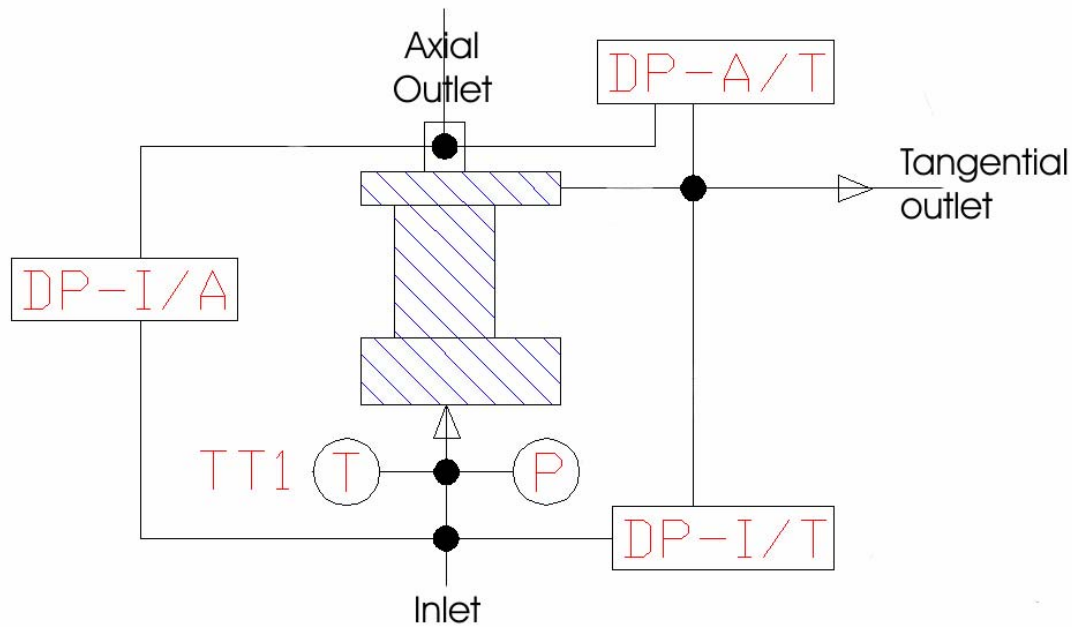 Axial
Outlet
DP-A/T
Tangential
outlet
DP-I/A
TT1 T P
DP-I/T
Inlet